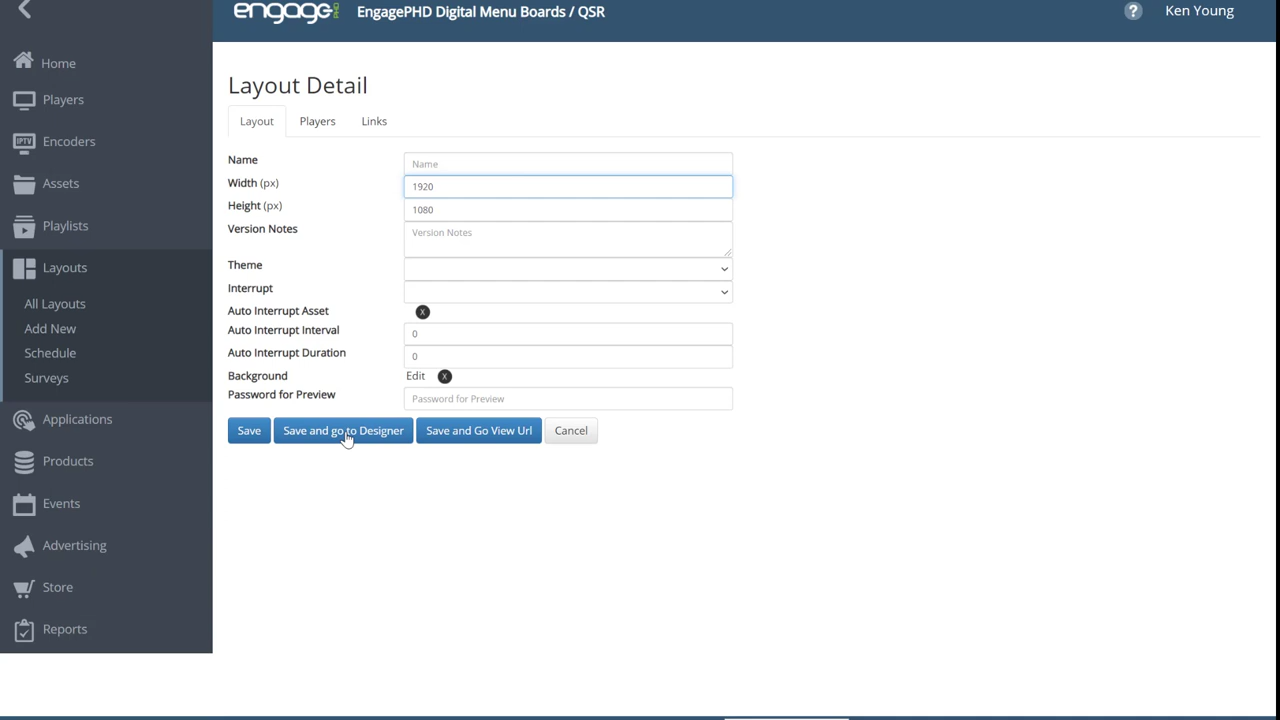 engage PHD EngagePHD Digital Menu Boards / QSR ? Ken Young
Home
Players
IPTV Encoders
Assets
Playlists
Layouts
All Layouts
Add New
Schedule
Surveys
Applications
Products
Events
Advertising
Store
Reports
Layout Detail
Layout Players Links
Name Name
Width (px) 1920
Height (px) 1080
Version Notes Version Notes
Theme
Interrupt
Auto Interrupt Asset X
Auto Interrupt Interval 0
Auto Interrupt Duration 0
Background Edit X
Password for Preview Password for Preview
Save Save and go to Designer Save and Go View Url Cancel